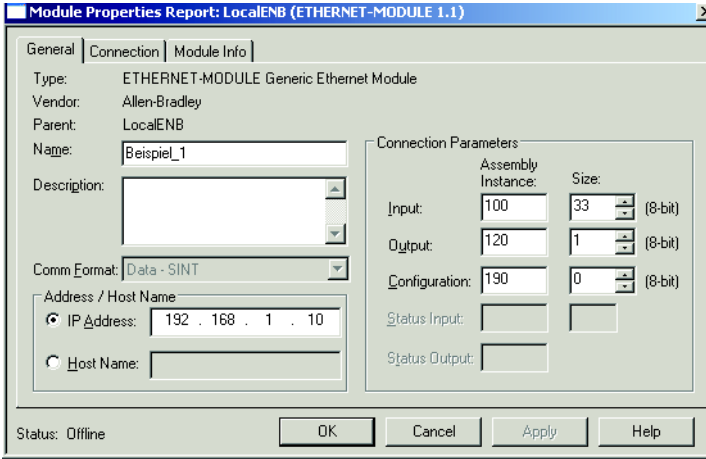 Module Properties Report: LocalENB (ETHERNET-MODULE 1.1)
General Connection Module Info
Type: ETHERNET-MODULE Generic Ethernet Module
Vendor: Allen-Bradley
Parent: LocalENB
Name: Beispiel_1
Description:
Comm Format: Data - SINT
Address / Host Name
IP Address: 192 . 168 . 1 . 10
Host Name:
Connection Parameters
Assembly
Instance: Size:
Input: 100 33 (8-bit)
Output: 120 1 (8-bit)
Configuration: 190 0 (8-bit)
Status Input:
Status Output:
Status: Offline OK Cancel Apply Help